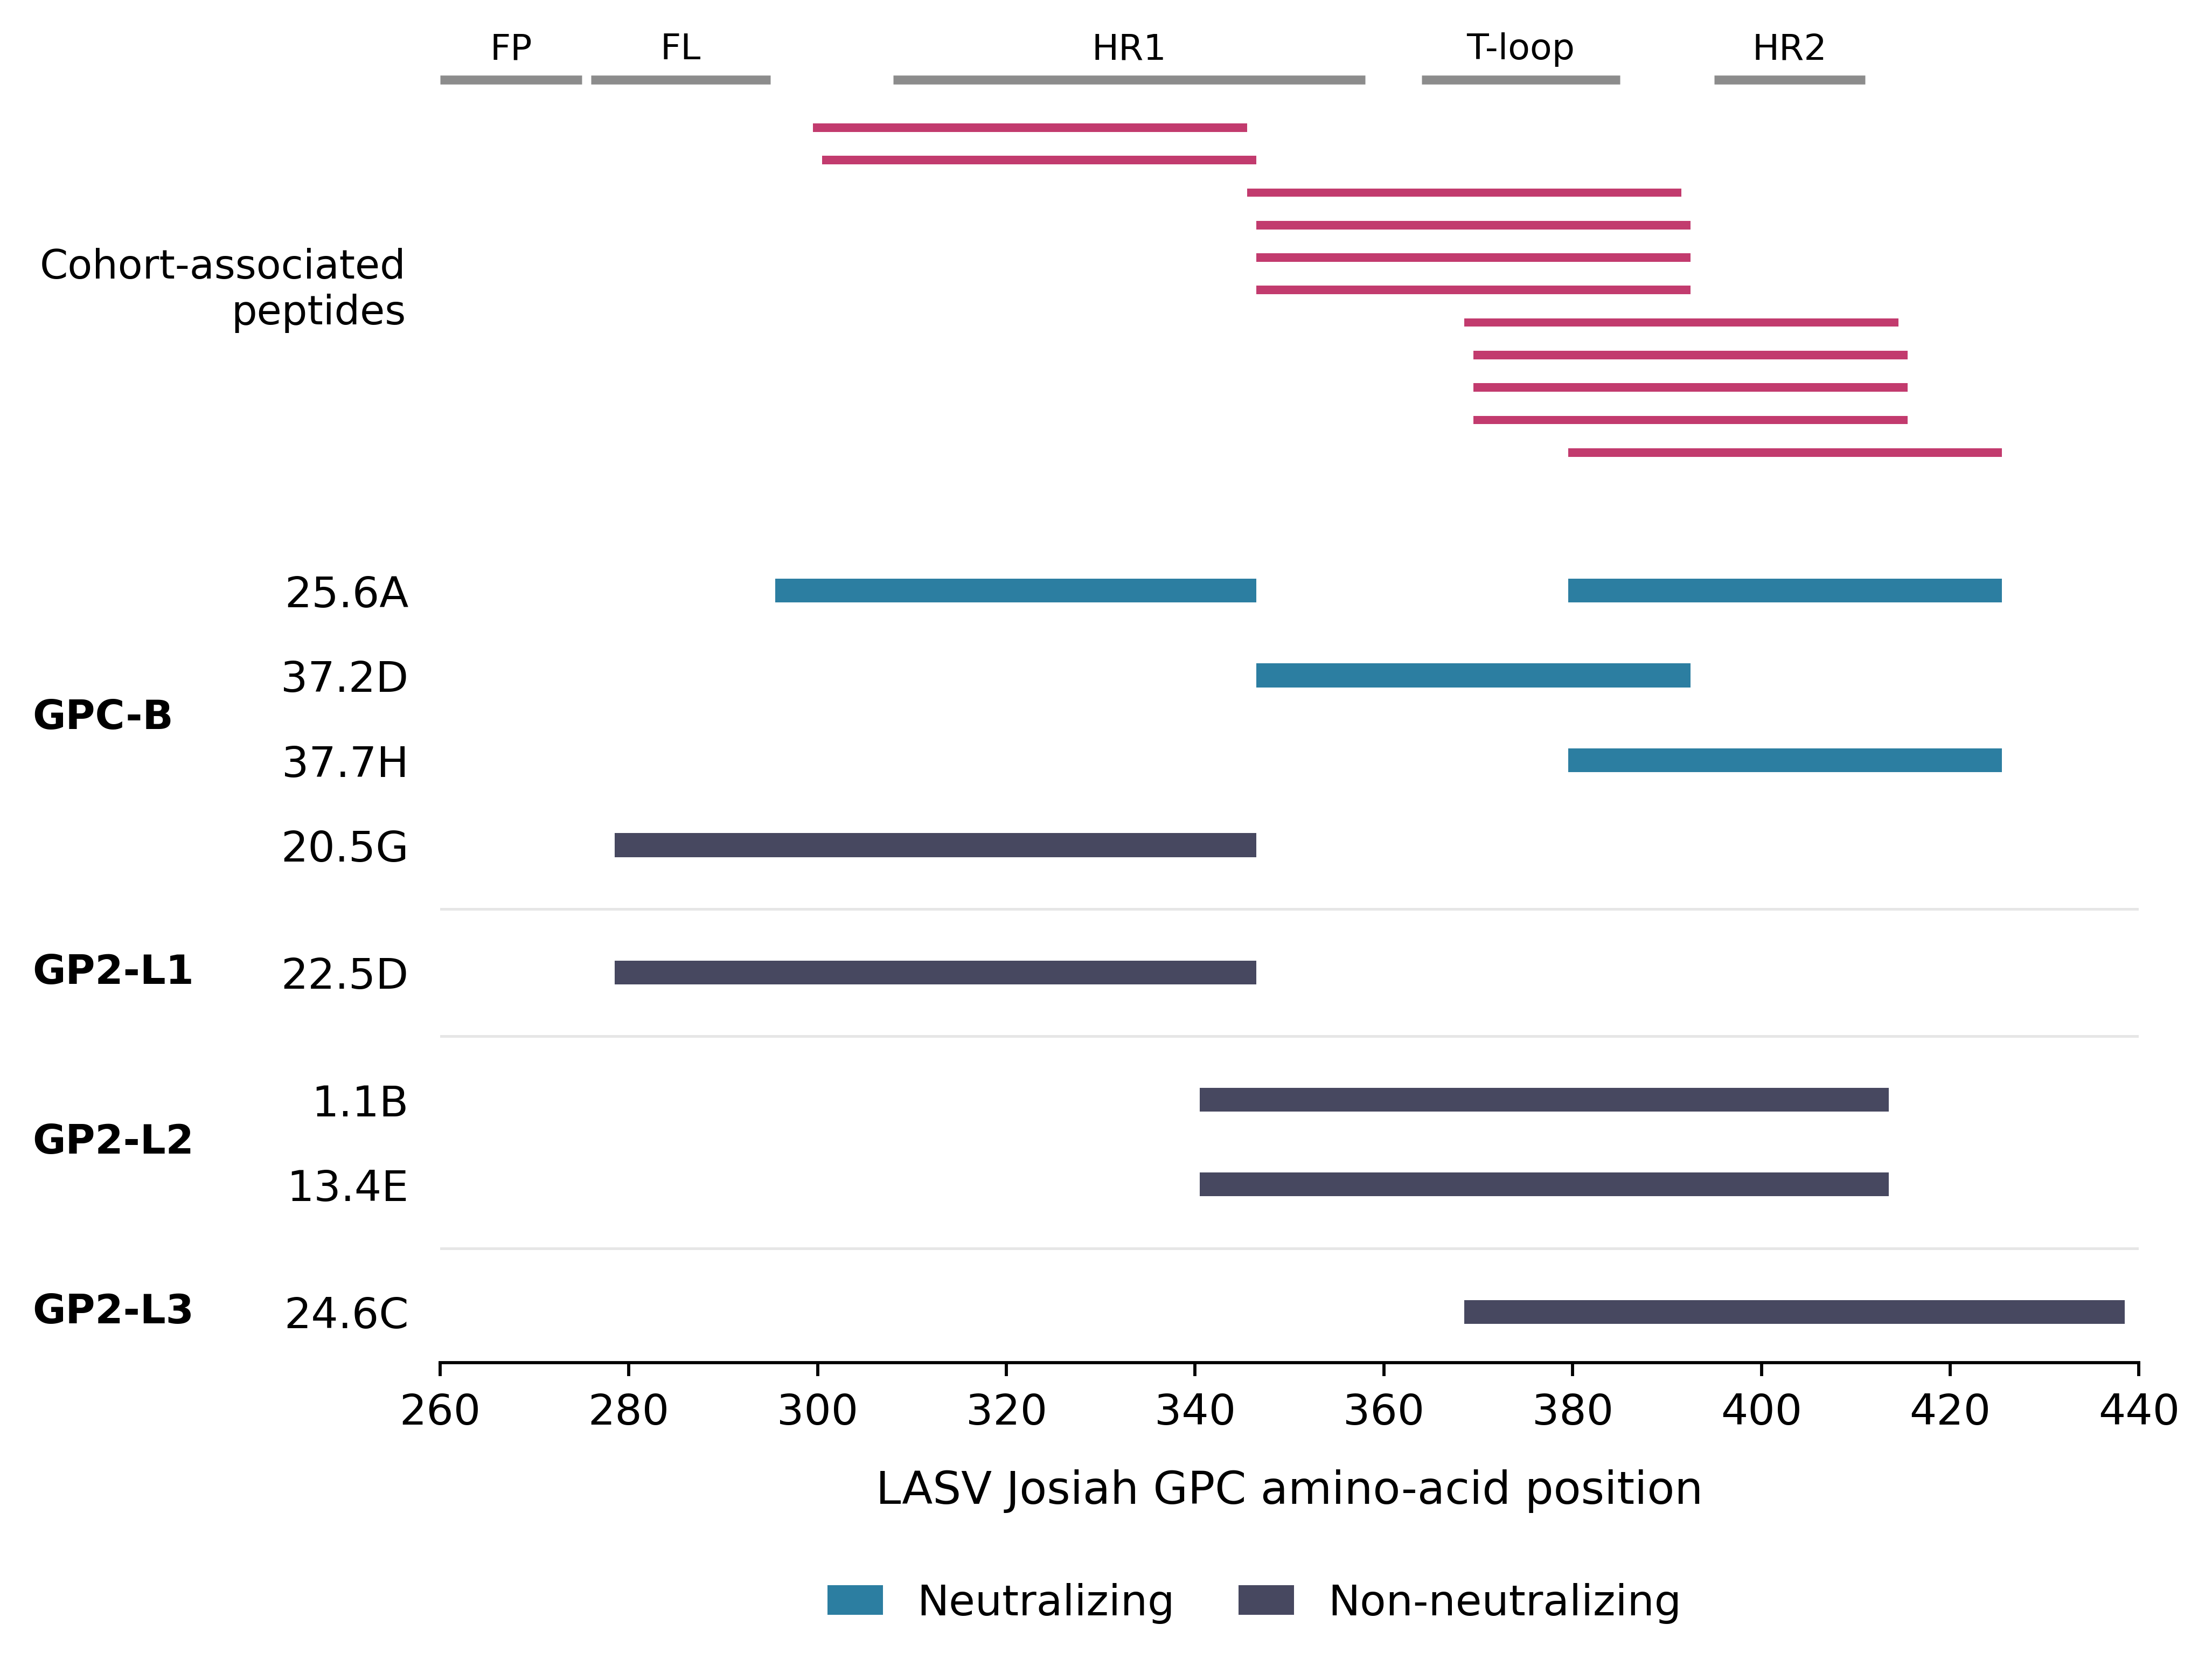 FP FL HR1 T-loop HR2
Cohort-associated
peptides
25.6A
37.2D
GPC-B
37.7H
20.5G
GP2-L1 22.5D
1.1B
GP2-L2
13.4E
GP2-L3 24.6C
260 280 300 320 340 360 380 400 420 440
LASV Josiah GPC amino-acid position
Neutralizing Non-neutralizing